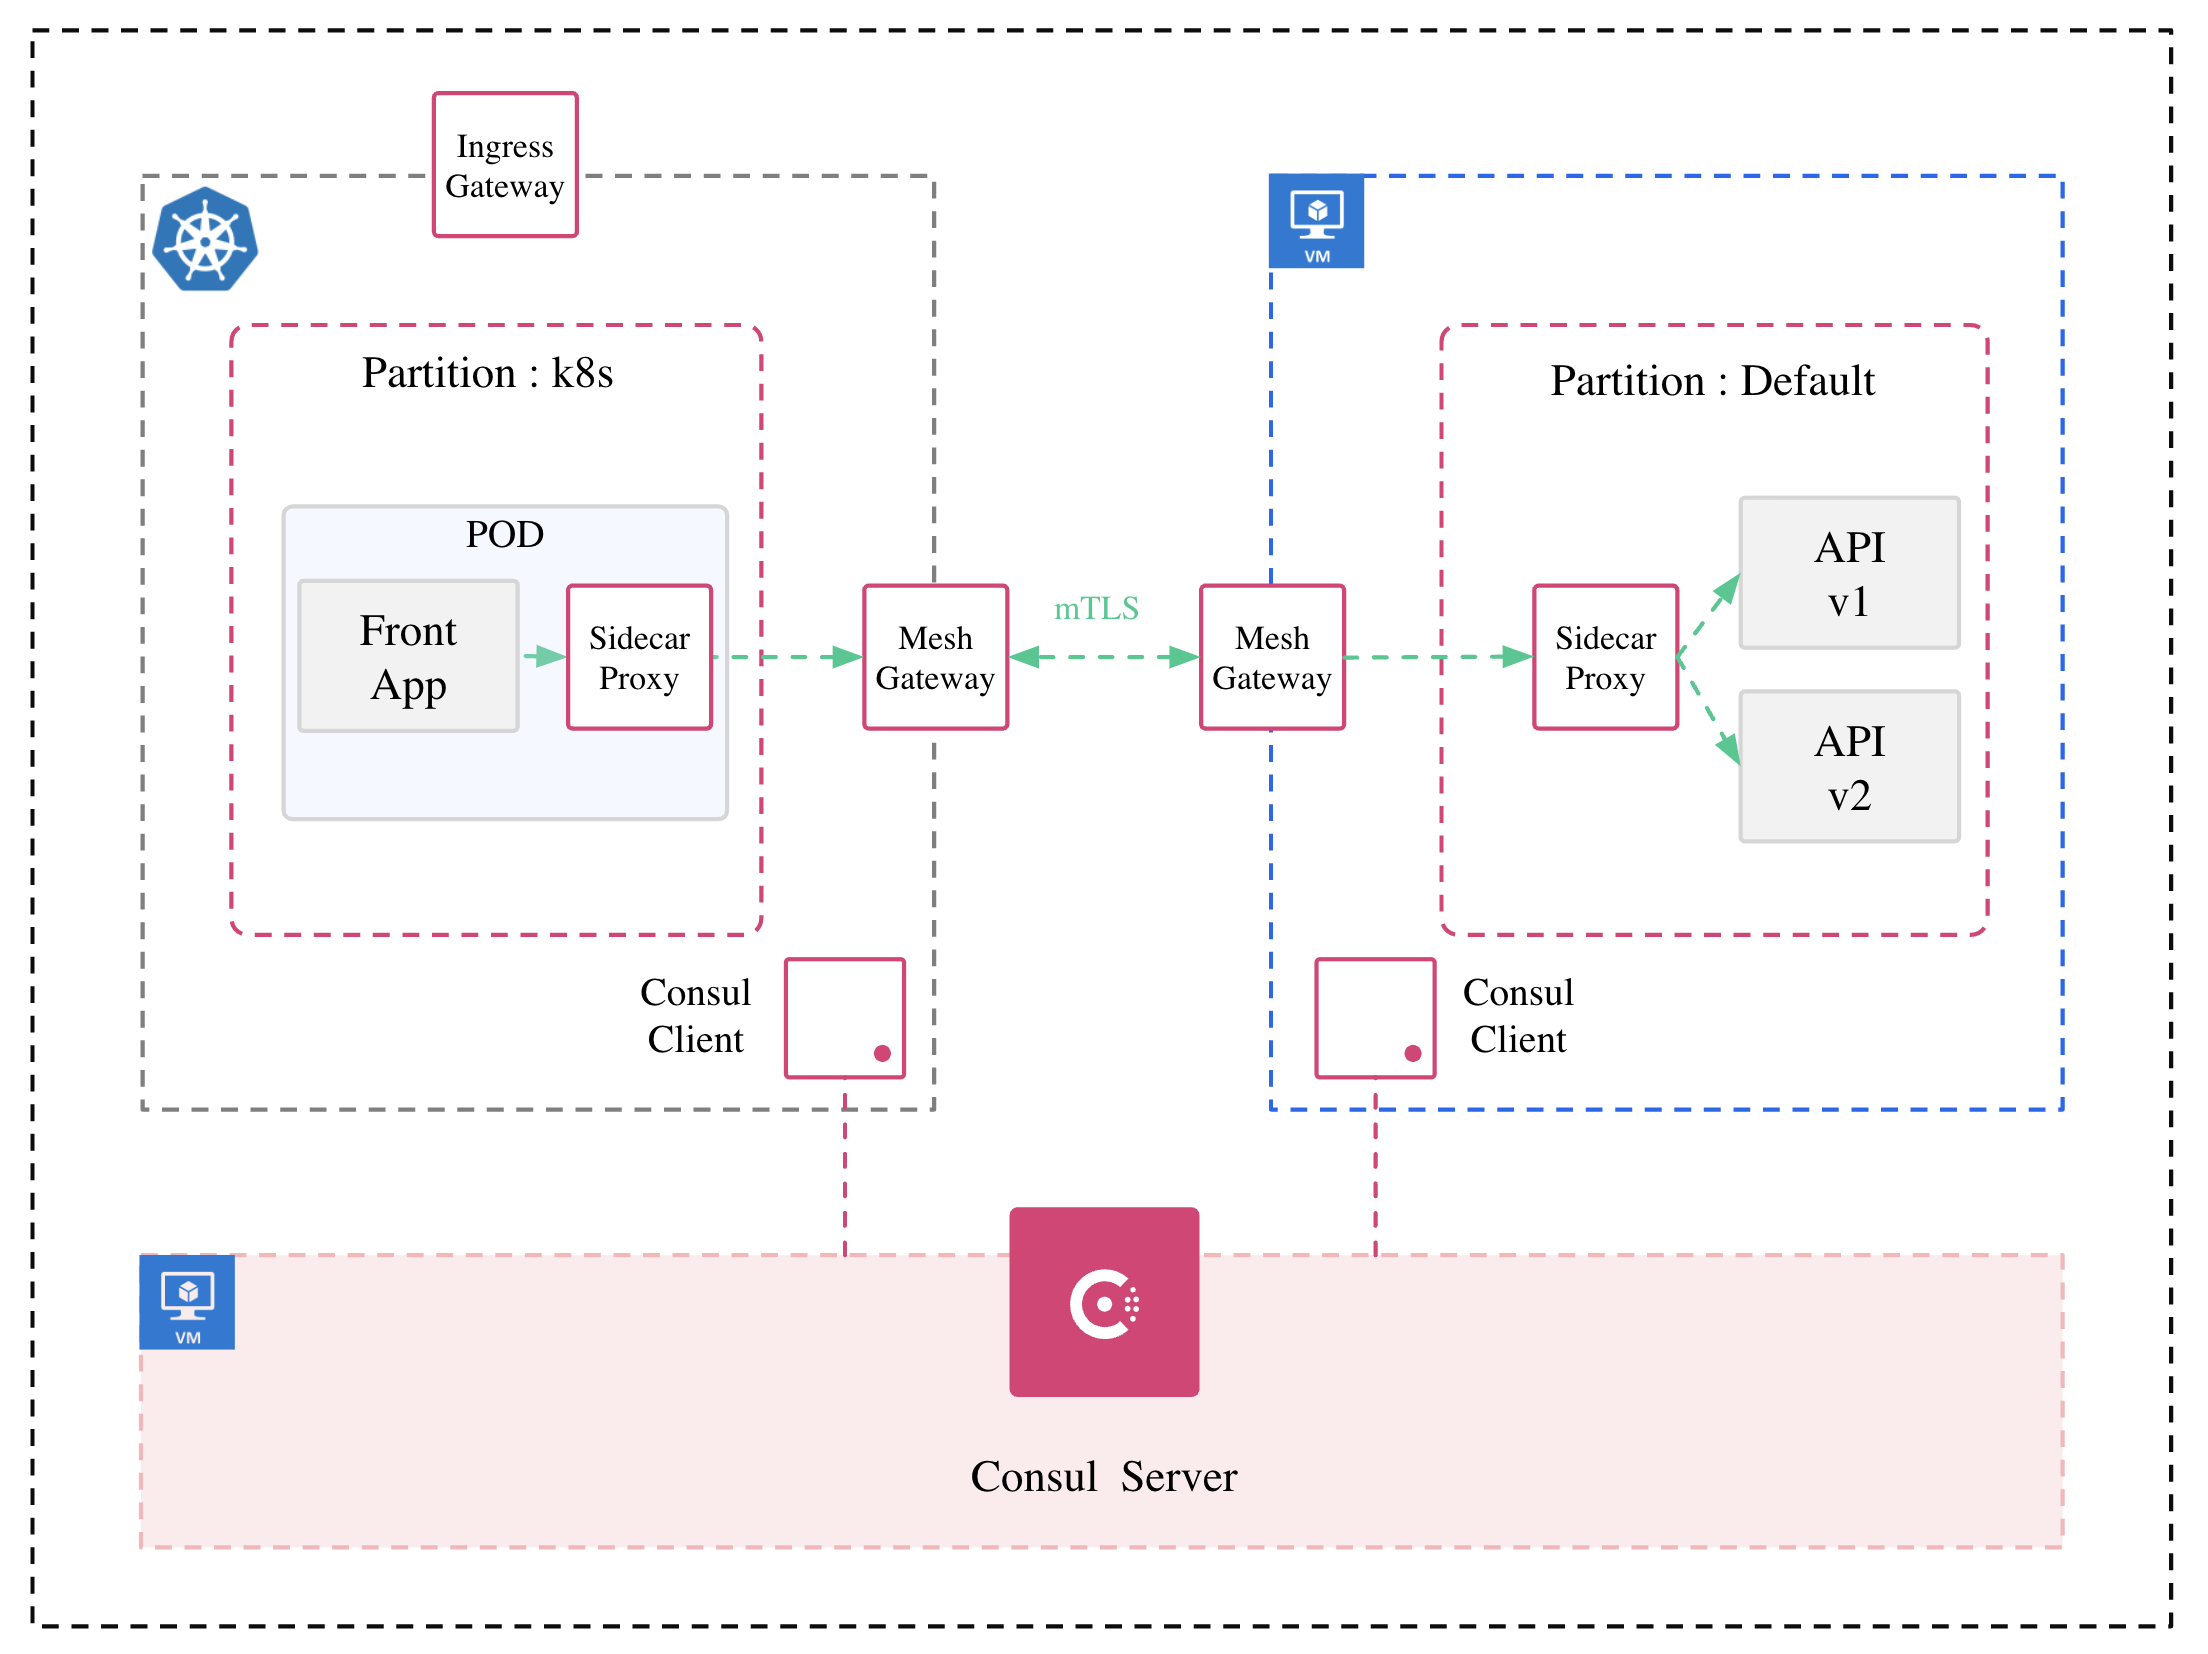 Ingress
Gateway
VM
Partition : k8s
Partition : Default
POD
Front
App
Sidecar
Proxy
Mesh
Gateway
mTLS
Mesh
Gateway
Sidecar
Proxy
API
v1
API
v2
Consul
Client
Consul
Client
VM
Consul Server